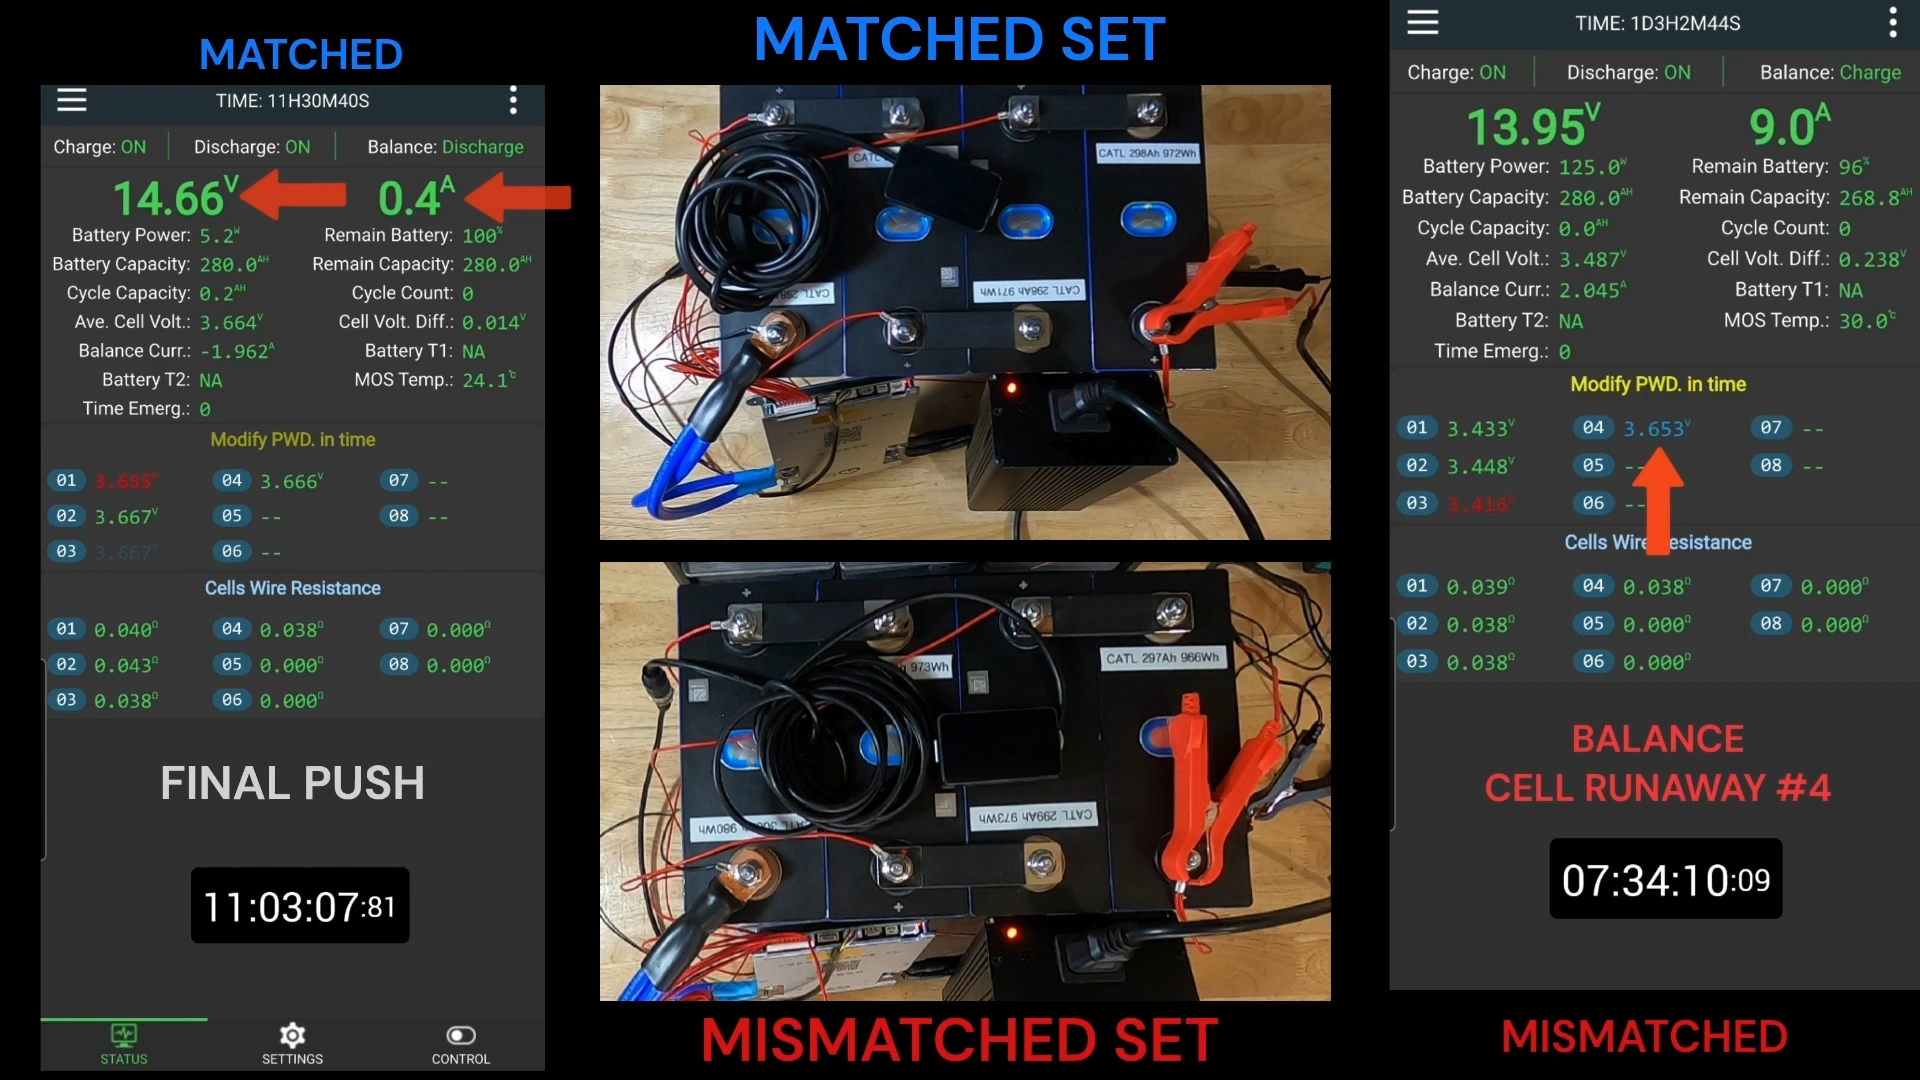 MATCHED
TIME: 11H30M40S
Charge: ON
Discharge: ON
Balance: Discharge
14.66V
0.4A
Battery Power: 5.2W
Remain Battery: 100%
Battery Capacity: 280.0AH
Remain Capacity: 280.0AH
Cycle Capacity: 0.2AH
Cycle Count: 0
Ave. Cell Volt.: 3.664V
Cell Volt. Diff.: 0.014V
Balance Curr.: -1.962A
Battery T1: NA
Battery T2: NA
MOS Temp.: 24.1℃
Time Emerg.: 0
Modify PWD. in time
01 3.655V 04 3.666V 07 --
02 3.667V 05 -- 08 --
03 3.667V 06 --
Cells Wire Resistance
01 0.040Ω 04 0.038Ω 07 0.000Ω
02 0.043Ω 05 0.000Ω 08 0.000Ω
03 0.038Ω 06 0.000Ω
FINAL PUSH
11:03:07:81
STATUS
SETTINGS
CONTROL
MATCHED SET
CATL 298Ah 972Wh
CATL 298Ah 971Wh
CATL
973Wh
CATL 297Ah 966Wh
980Wh
CATL 299Ah 973Wh
MISMATCHED SET
TIME: 1D3H2M44S
Charge: ON
Discharge: ON
Balance: Charge
13.95V
9.0A
Battery Power: 125.0W
Remain Battery: 96%
Battery Capacity: 280.0AH
Remain Capacity: 268.8AH
Cycle Capacity: 0.0AH
Cycle Count: 0
Ave. Cell Volt.: 3.487V
Cell Volt. Diff.: 0.238V
Balance Curr.: 2.045A
Battery T1: NA
Battery T2: NA
MOS Temp.: 30.0℃
Time Emerg.: 0
Modify PWD. in time
01 3.433V 04 3.653V 07 --
02 3.448V 05 -- 08 --
03 3.416V 06 --
Cells Wire Resistance
01 0.039Ω 04 0.038Ω 07 0.000Ω
02 0.038Ω 05 0.000Ω 08 0.000Ω
03 0.038Ω 06 0.000Ω
BALANCE
CELL RUNAWAY #4
07:34:10:09
MISMATCHED